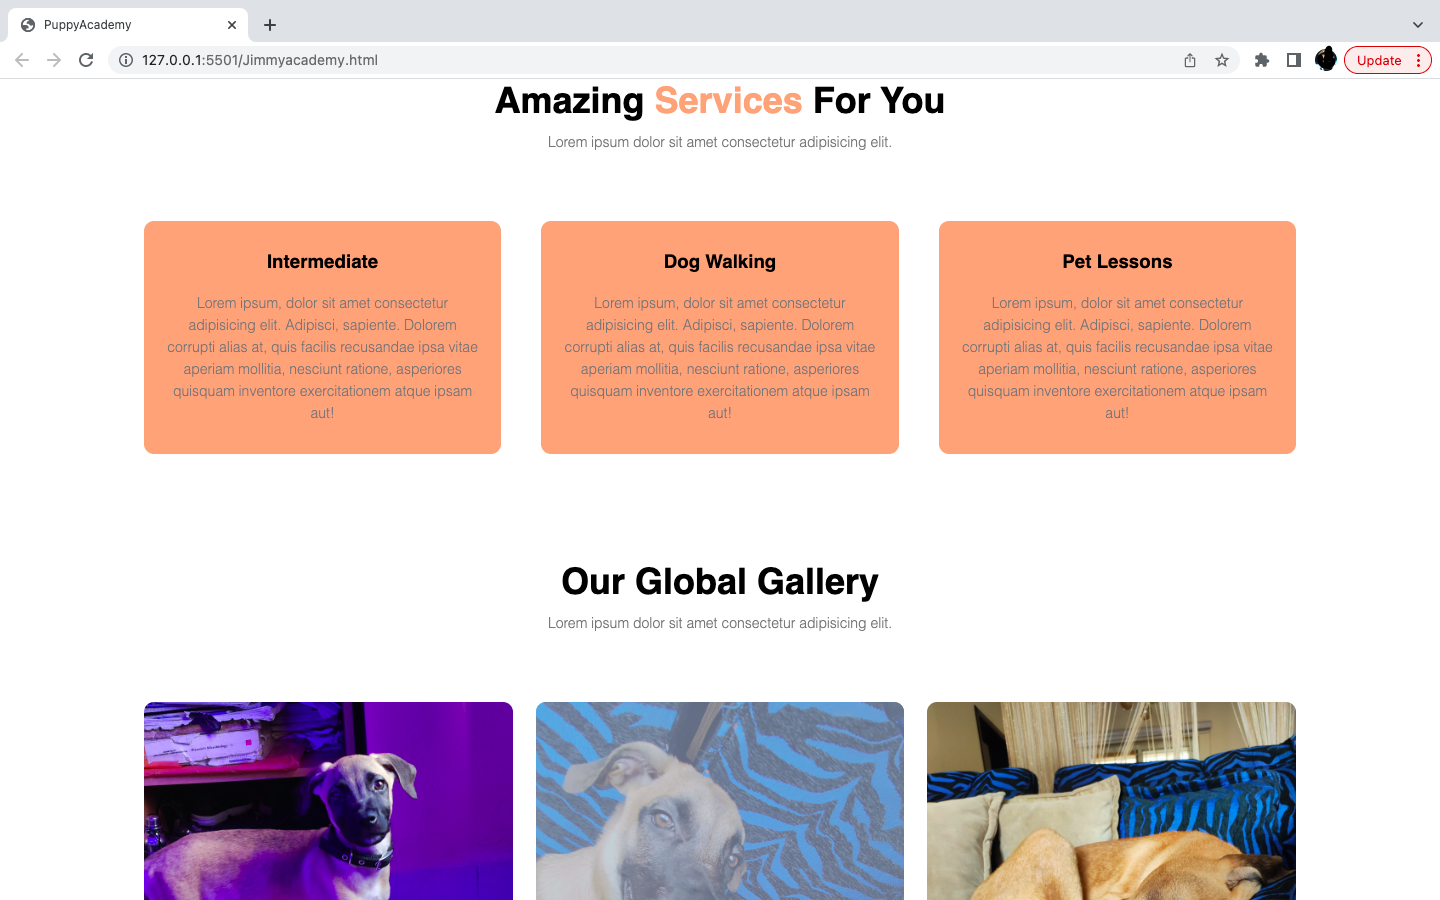 PuppyAcademy
127.0.0.1:5501/Jimmyacademy.html
Update
Amazing Services For You
Lorem ipsum dolor sit amet consectetur adipisicing elit.
Intermediate
Lorem ipsum, dolor sit amet consectetur
adipisicing elit. Adipisci, sapiente. Dolorem
corrupti alias at, quis facilis recusandae ipsa vitae
aperiam mollitia, nesciunt ratione, asperiores
quisquam inventore exercitationem atque ipsam
aut!
Dog Walking
Lorem ipsum, dolor sit amet consectetur
adipisicing elit. Adipisci, sapiente. Dolorem
corrupti alias at, quis facilis recusandae ipsa vitae
aperiam mollitia, nesciunt ratione, asperiores
quisquam inventore exercitationem atque ipsam
aut!
Pet Lessons
Lorem ipsum, dolor sit amet consectetur
adipisicing elit. Adipisci, sapiente. Dolorem
corrupti alias at, quis facilis recusandae ipsa vitae
aperiam mollitia, nesciunt ratione, asperiores
quisquam inventore exercitationem atque ipsam
aut!
Our Global Gallery
Lorem ipsum dolor sit amet consectetur adipisicing elit.